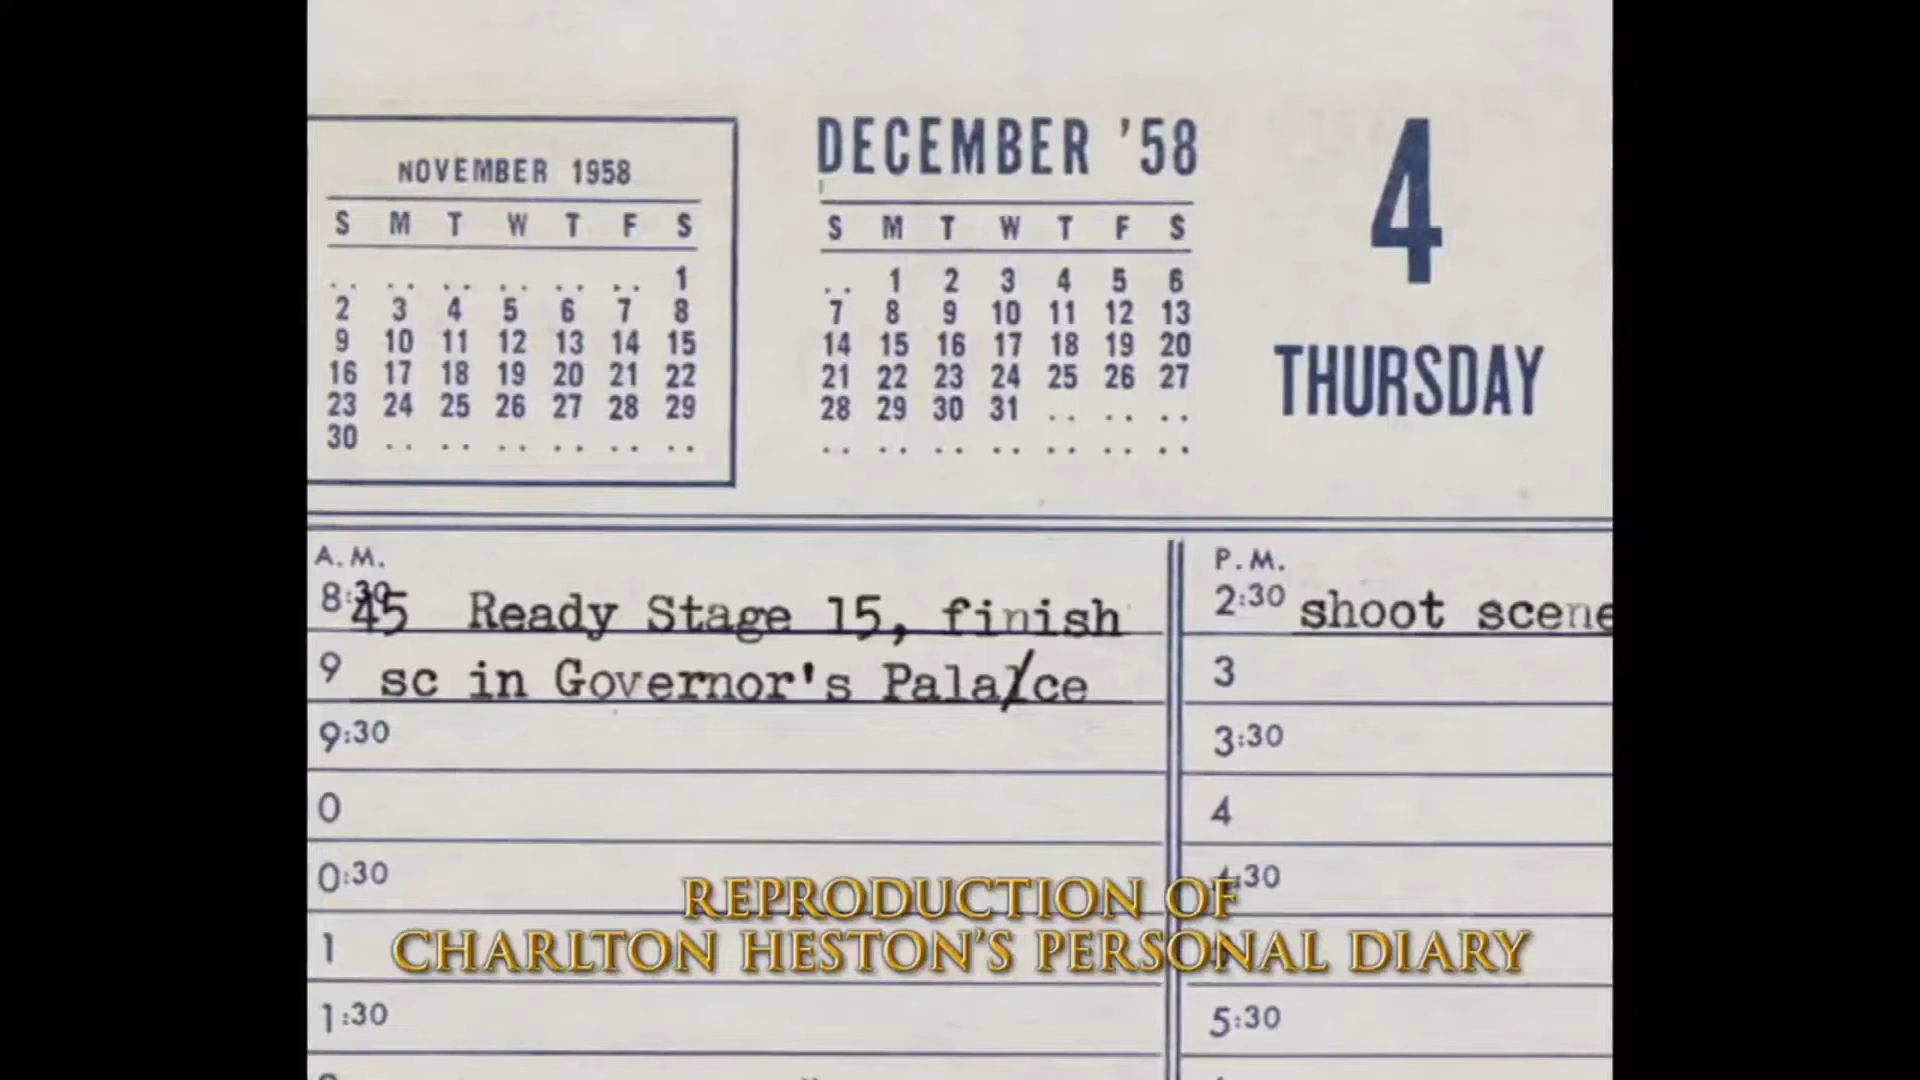 NOVEMBER 1958
S M T W T F S
. . . . . . . . . . . . 1
2 3 4 5 6 7 8
9 10 11 12 13 14 15
16 17 18 19 20 21 22
23 24 25 26 27 28 29
30 . . . . . . . . . . . .
DECEMBER '58
S M T W T F S
. . 1 2 3 4 5 6
7 8 9 10 11 12 13
14 15 16 17 18 19 20
21 22 23 24 25 26 27
28 29 30 31 . . . . . .
. . . . . . . . . . . . . .
4
THURSDAY
A.M.
8:30 45 Ready Stage 15, finish
9 sc in Governor's Pala/ce
9:30
0
0:30
1
1:30
P.M.
2:30 shoot scene
3
3:30
4
4:30
5:30
REPRODUCTION OF
CHARLTON HESTON'S PERSONAL DIARY